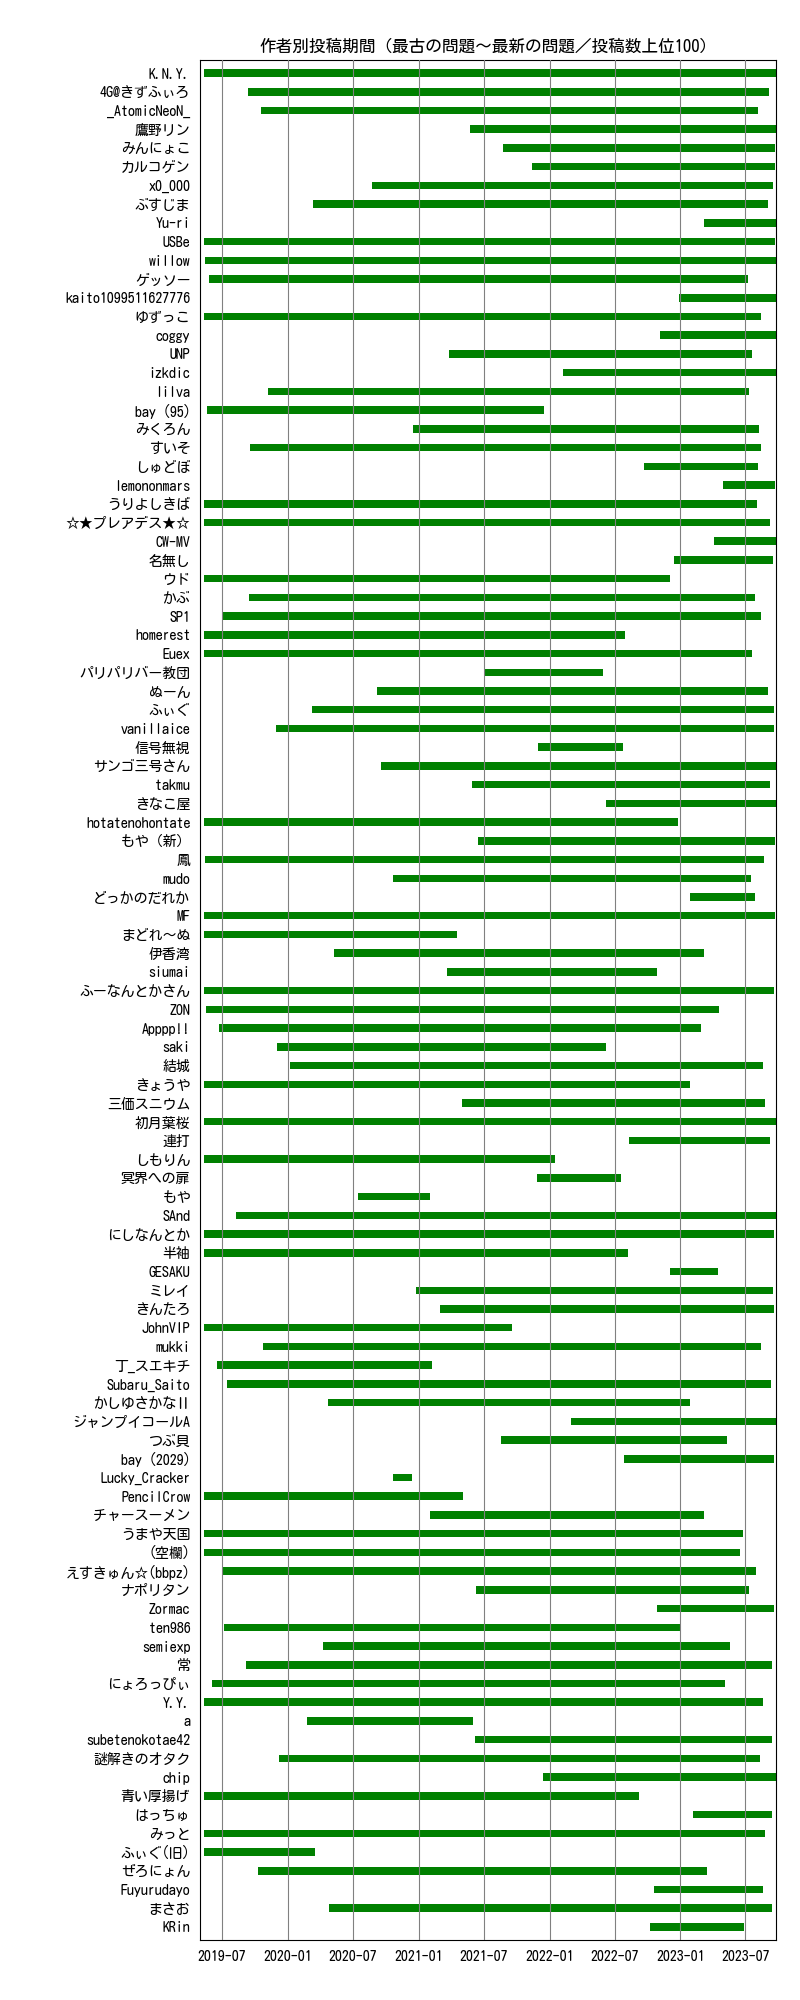 作者別投稿期間（最古の問題～最新の問題／投稿数上位100）
K.N.Y.
4G@きずふぃろ
_AtomicNeoN_
鷹野リン
みんにょこ
カルコゲン
x0_000
ぶすじま
Yu-ri
USBe
willow
ゲッソー
kaito1099511627776
ゆずっこ
coggy
UNP
izkdic
lilva
bay (95)
みくろん
すいそ
しゅどぼ
lemononmars
うりよしきば
☆★プレアデス★☆
CW-MV
名無し
ウド
かぶ
SP1
homerest
Euex
パリパリバー教団
ぬーん
ふぃぐ
vanillaice
信号無視
サンゴ三号さん
takmu
きなこ屋
hotatenohontate
もや（新）
鳳
mudo
どっかのだれか
MF
まどれ～ぬ
伊香湾
siumai
ふーなんとかさん
ZON
Appppll
saki
結城
きょうや
三価スニウム
初月葉桜
連打
しもりん
冥界への扉
もや
SAnd
にしなんとか
半袖
GESAKU
ミレイ
きんたろ
JohnVIP
mukki
丁_スエキチ
Subaru_Saito
かしゆさかなⅡ
ジャンプイコールA
つぶ貝
bay (2029)
Lucky_Cracker
PencilCrow
チャースーメン
うまや天国
(空欄)
えすきゅん☆(bbpz)
ナポリタン
Zormac
ten986
semiexp
常
にょろっぴぃ
Y.Y.
a
subetenokotae42
謎解きのオタク
chip
青い厚揚げ
はっちゅ
みっと
ふぃぐ(旧)
ぜろにょん
Fuyurudayo
まさお
KRin
2019-07 2020-01 2020-07 2021-01 2021-07 2022-01 2022-07 2023-01 2023-07